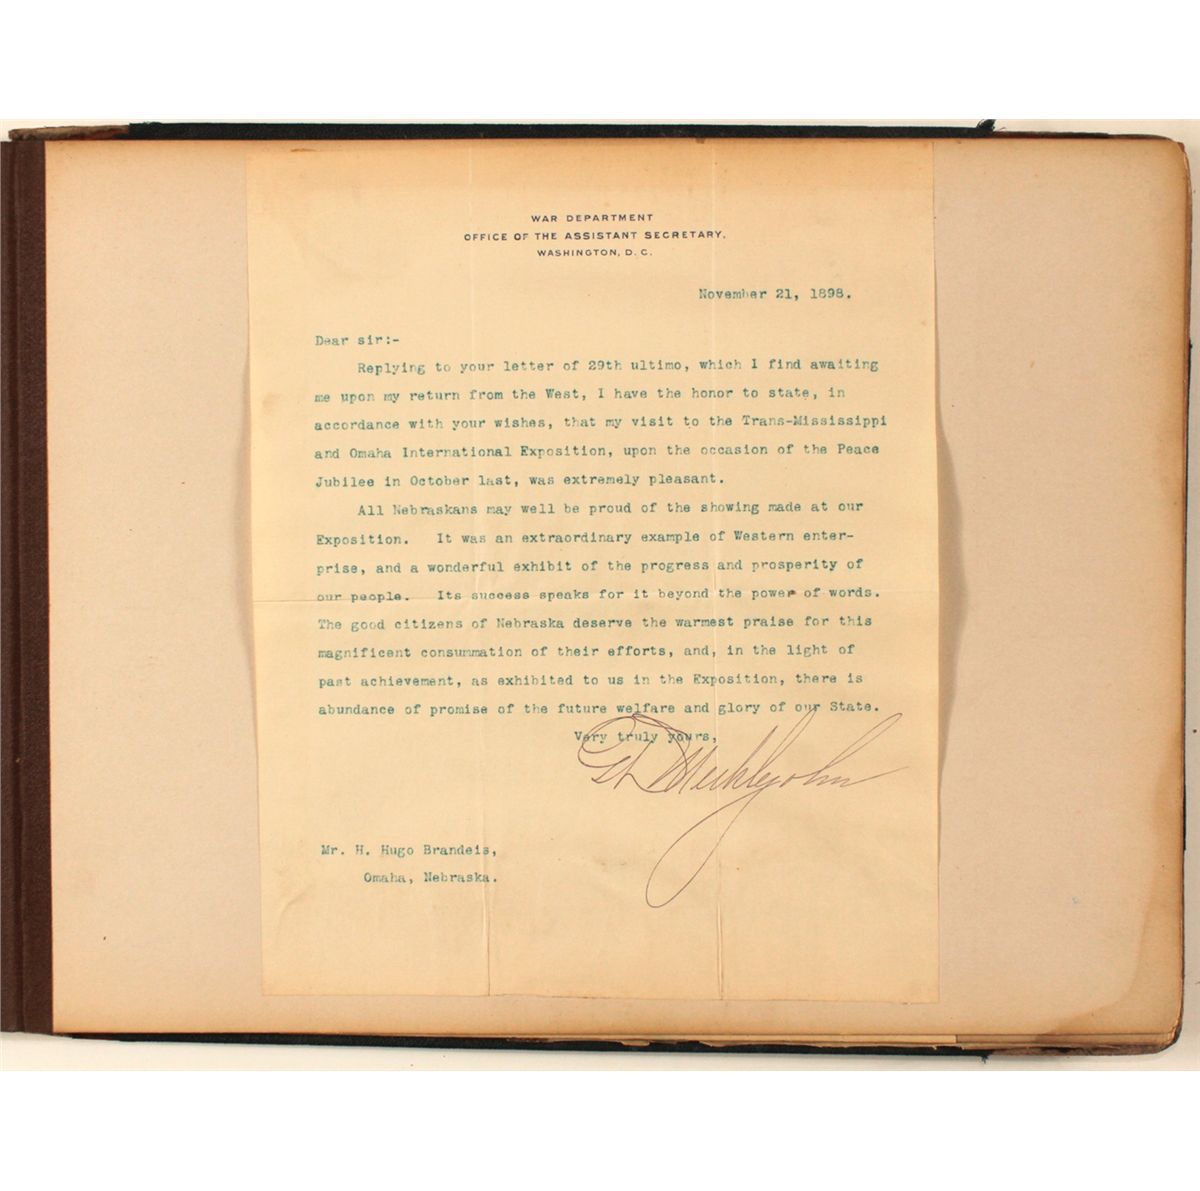 WAR DEPARTMENT
OFFICE OF THE ASSISTANT SECRETARY.
WASHINGTON, D. C.
November 21, 1898.
Dear sir:-
Replying to your letter of 29th ultimo, which I find awaiting
me upon my return from the West, I have the honor to state, in
accordance with your wishes, that my visit to the Trans-Mississippi
and Omaha International Exposition, upon the occasion of the Peace
Jubilee in October last, was extremely pleasant.
All Nebraskans may well be proud of the showing made at our
Exposition. It was an extraordinary example of Western enter-
prise, and a wonderful exhibit of the progress and prosperity of
our people. Its success speaks for it beyond the power of words.
The good citizens of Nebraska deserve the warmest praise for this
magnificent consummation of their efforts, and, in the light of
past achievement, as exhibited to us in the Exposition, there is
abundance of promise of the future welfare and glory of our State.
Very truly yours,
G D Meiklejohn
Mr. H. Hugo Brandeis,
Omaha, Nebraska.